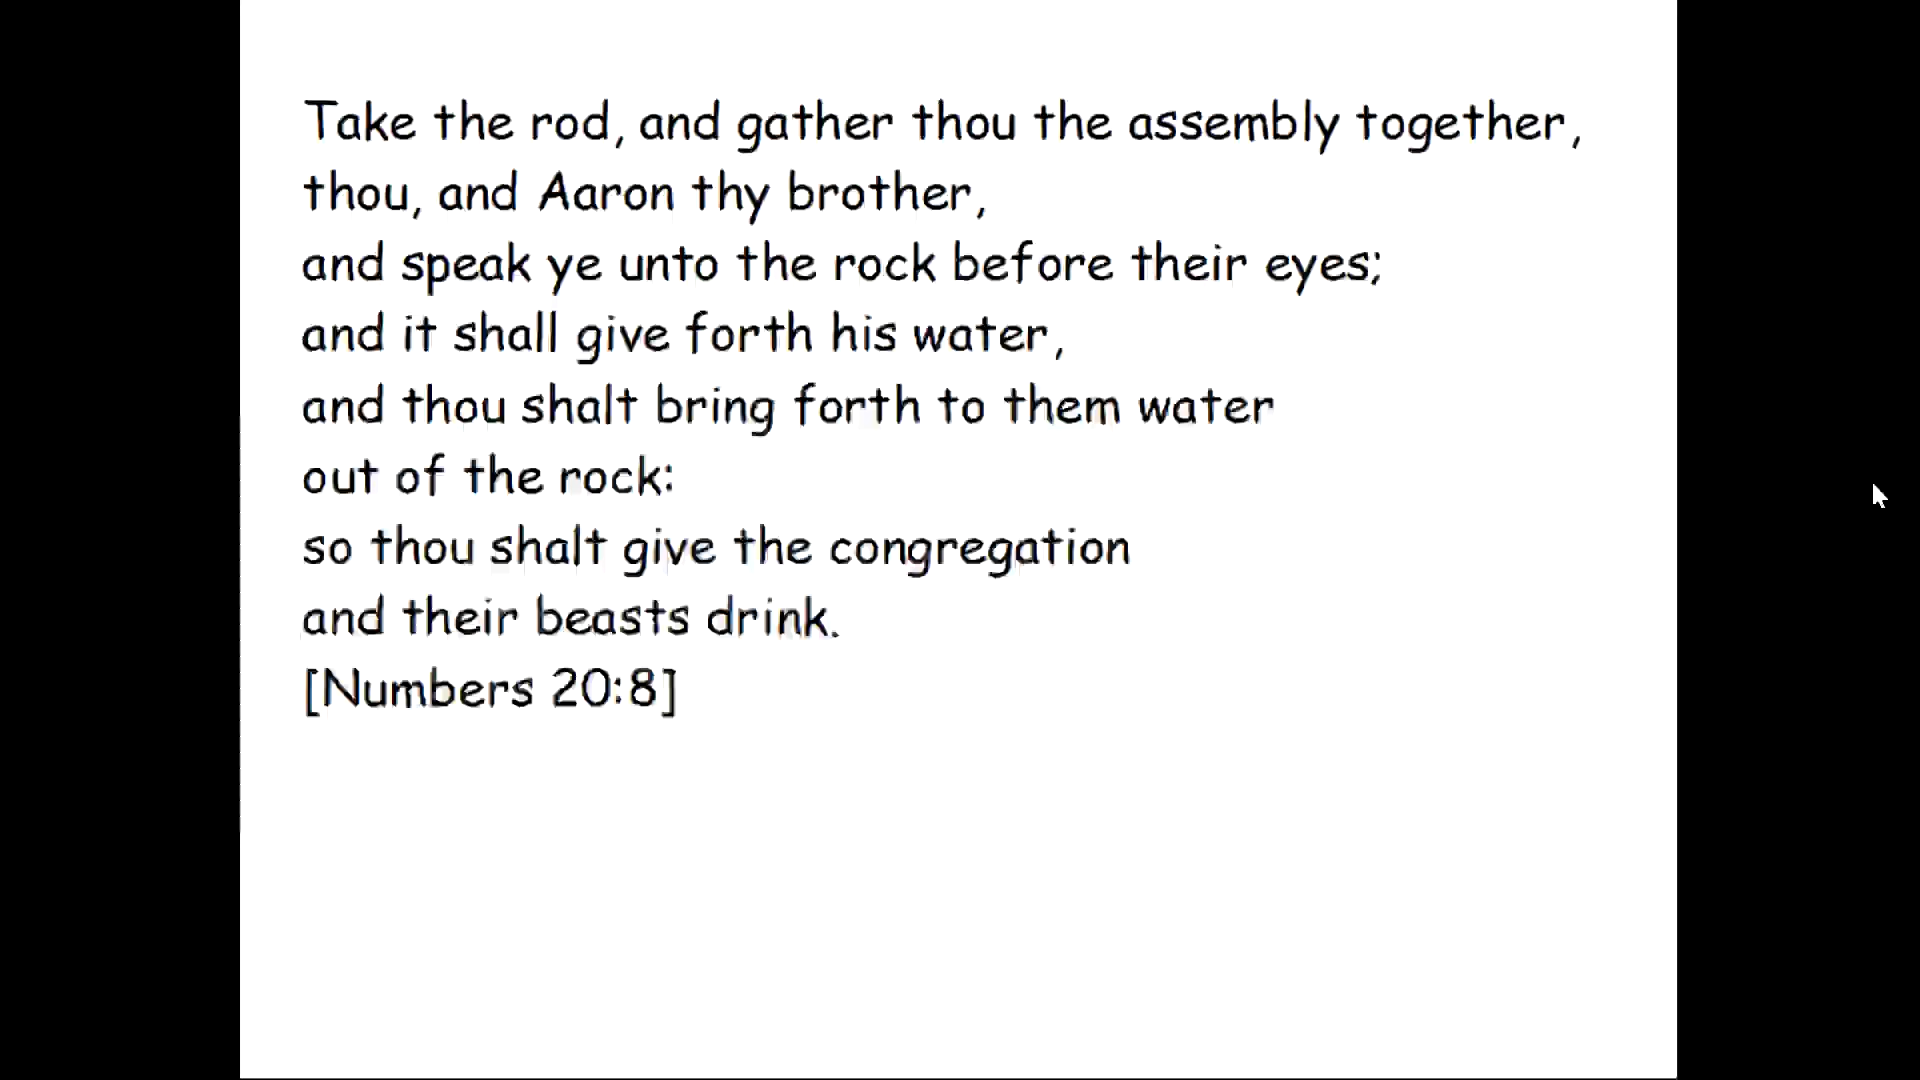 Take the rod, and gather thou the assembly together,
thou, and Aaron thy brother,
and speak ye unto the rock before their eyes;
and it shall give forth his water,
and thou shalt bring forth to them water
out of the rock:
so thou shalt give the congregation
and their beasts drink.
[Numbers 20:8]